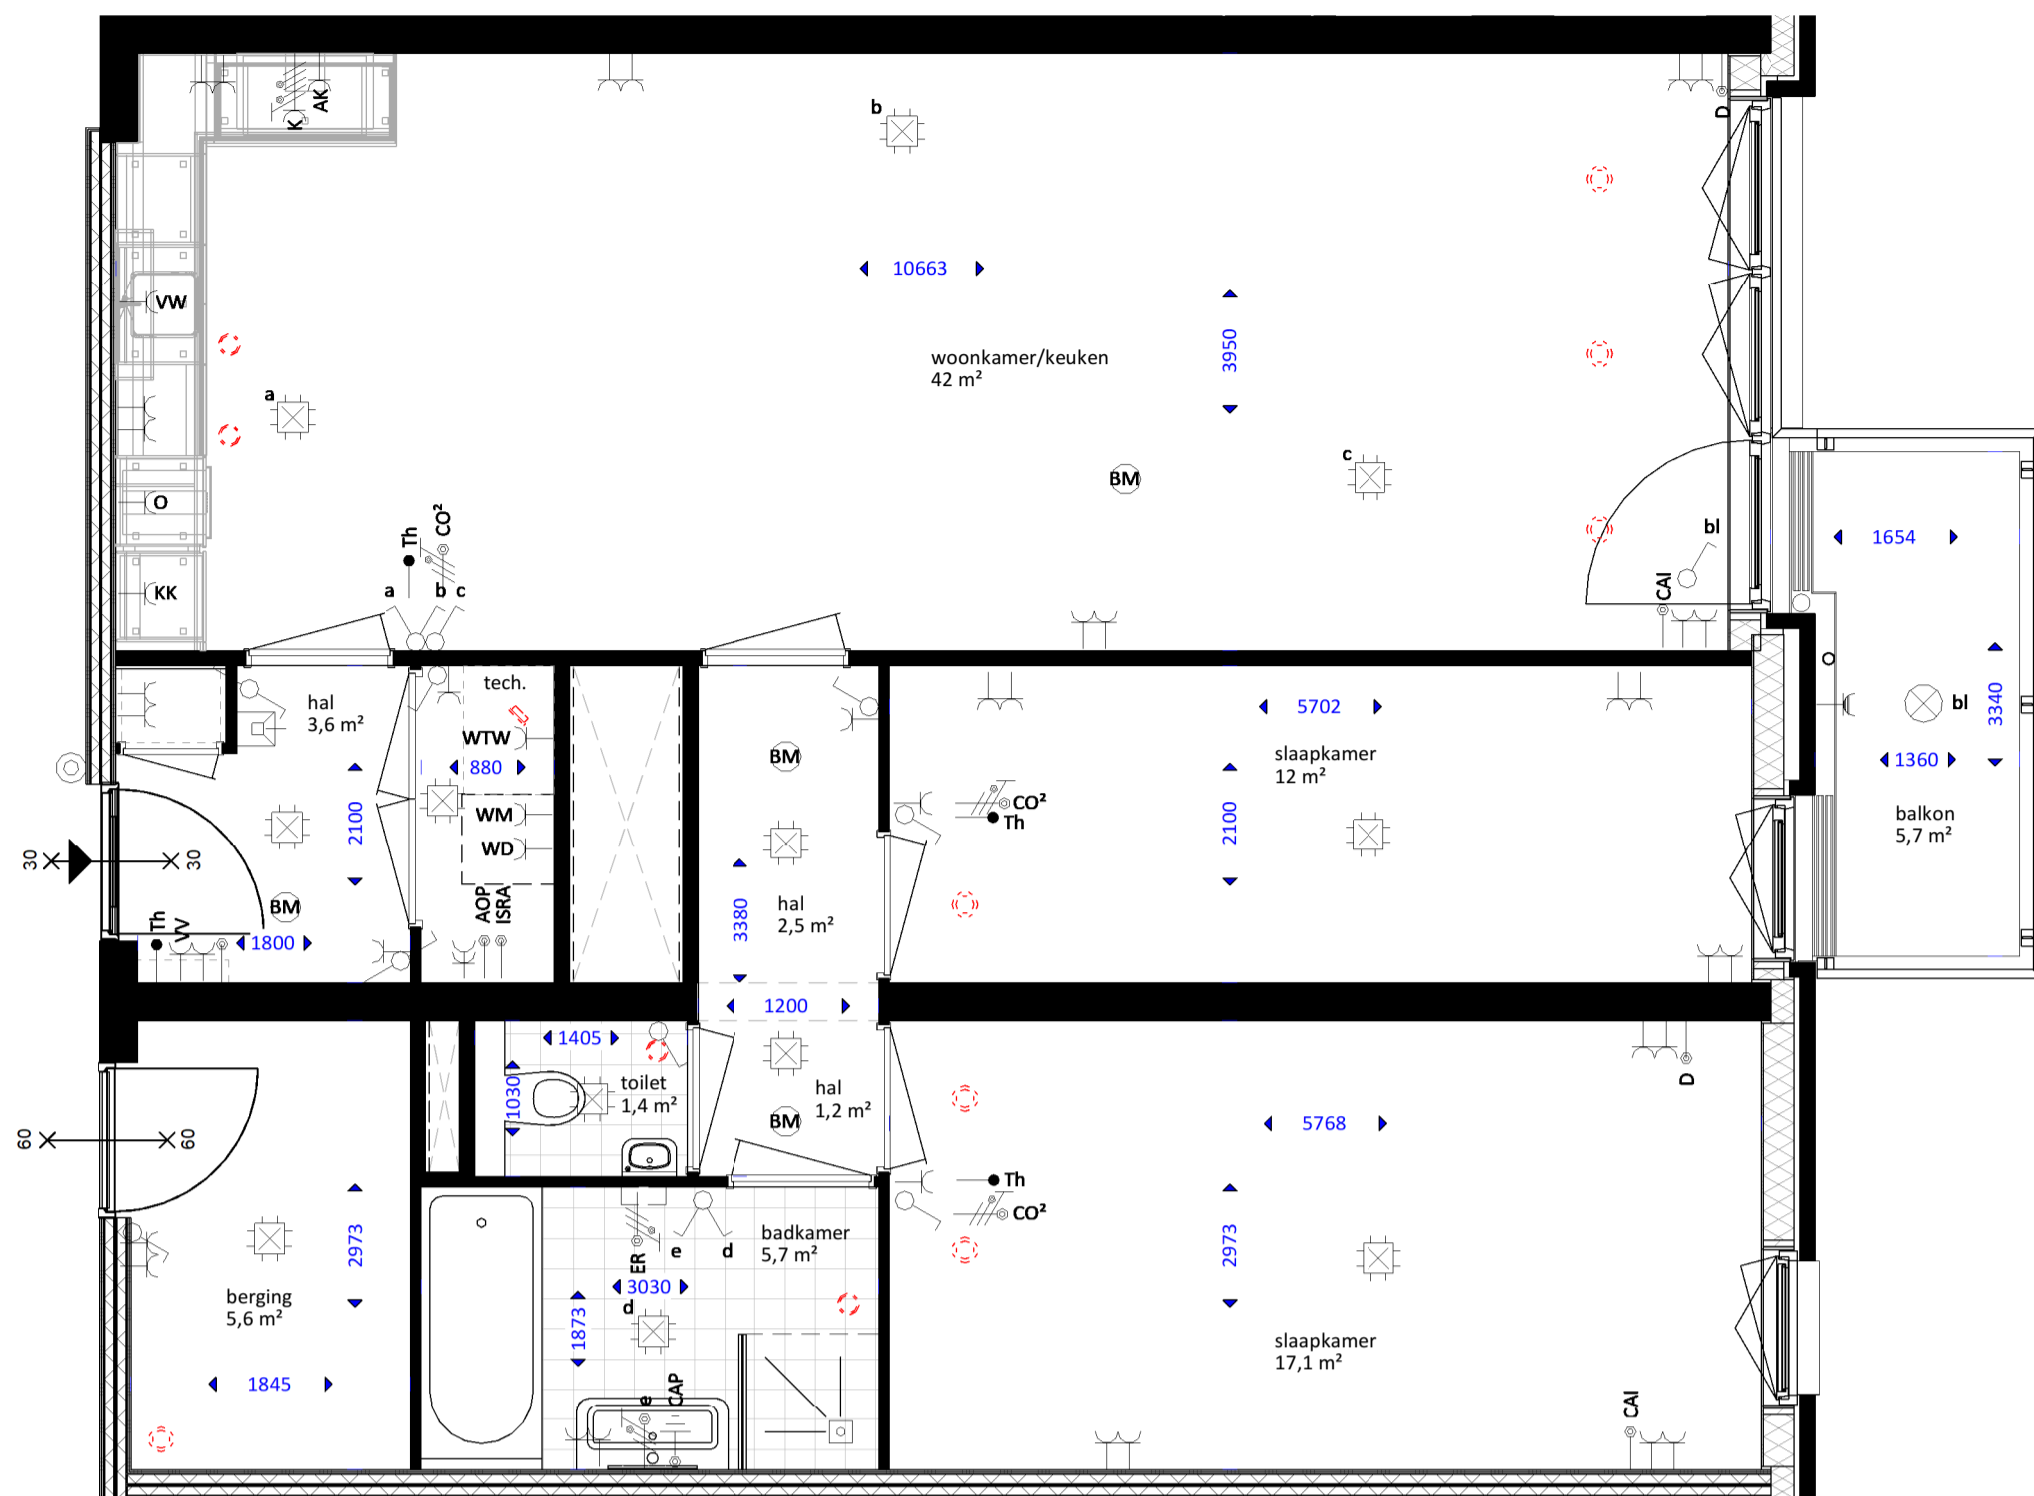 AK
K
b
D
10663
VW
3950
woonkamer/keuken
42 m²
a
c
BM
O
Th
CO²
bl
1654
CAI
KK
a
b
c
hal
3,6 m²
tech.
WTW
880
WM
WD
2100
AOP
ISRA
30
30
BM
Th
VV
1800
BM
3380
hal
2,5 m²
1200
5702
slaapkamer
12 m²
CO²
Th
2100
bl
3340
1360
balkon
5,7 m²
1405
1030
toilet
1,4 m²
hal
1,2 m²
BM
60
60
D
5768
Th
CO²
2973
slaapkamer
17,1 m²
CAI
2973
berging
5,6 m²
1845
badkamer
5,7 m²
e
d
ER
3030
d
1873
e
CAP